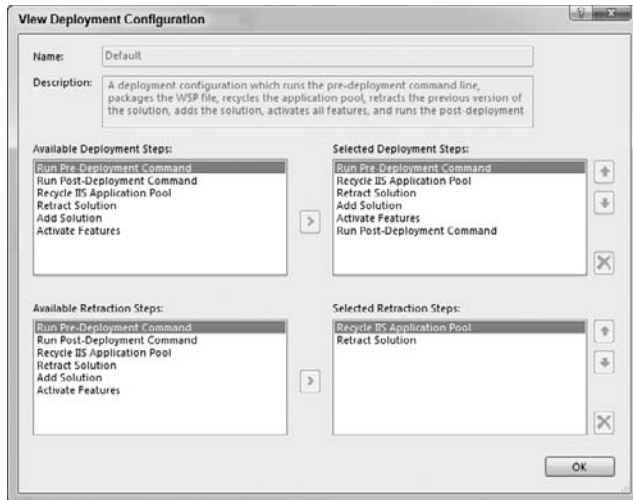 View Deployment Configuration
Name:
Default
Description:
A deployment configuration which runs the pre-deployment command line,
packages the WSP file, recycles the application pool, retracts the previous version of
the solution, adds the solution, activates all features, and runs the post-deployment
Available Deployment Steps:
Run Pre-Deployment Command
Run Post-Deployment Command
Recycle IIS Application Pool
Retract Solution
Add Solution
Activate Features
Selected Deployment Steps:
Run Pre-Deployment Command
Recycle IIS Application Pool
Retract Solution
Add Solution
Activate Features
Run Post-Deployment Command
Available Retraction Steps:
Run Pre-Deployment Command
Run Post-Deployment Command
Recycle IIS Application Pool
Retract Solution
Add Solution
Activate Features
Selected Retraction Steps:
Recycle IIS Application Pool
Retract Solution
OK